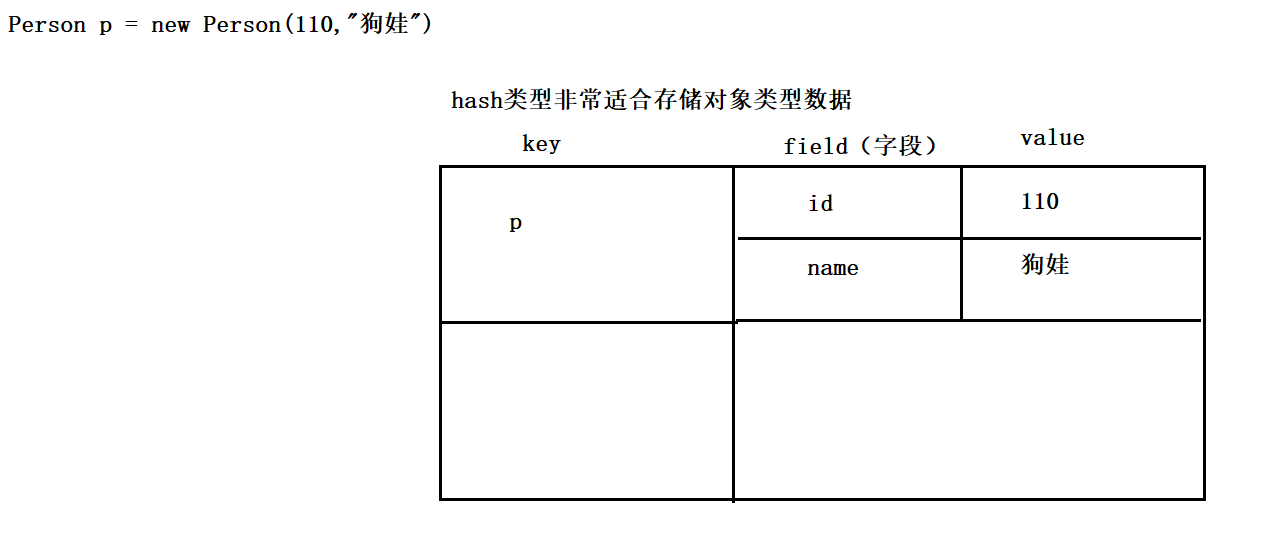 Person p = new Person(110,"狗娃")
hash类型非常适合存储对象类型数据
key field（字段） value
p id 110
name 狗娃